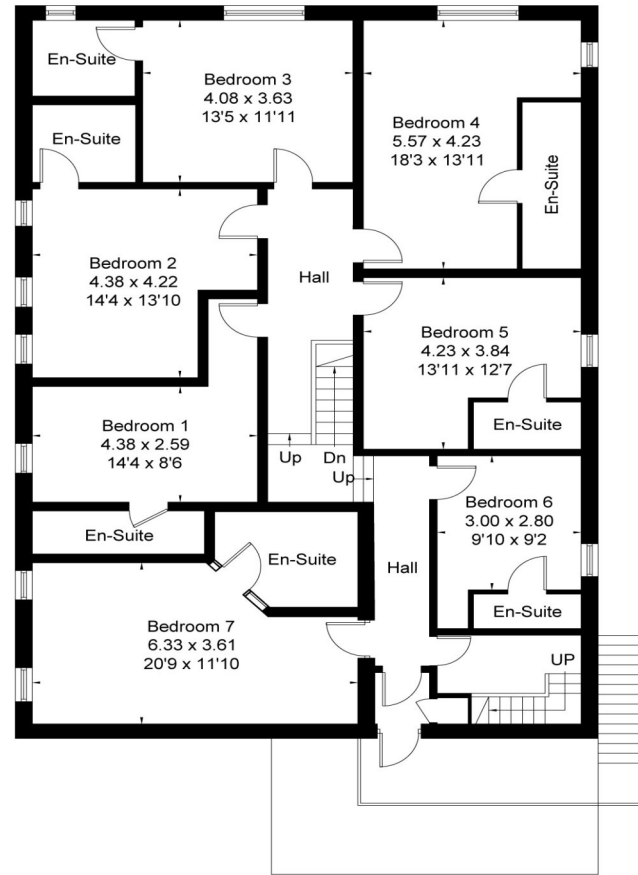 En-Suite
Bedroom 3
4.08 x 3.63
13'5 x 11'11
Bedroom 4
5.57 x 4.23
18'3 x 13'11
En-Suite
En-Suite
Bedroom 2
4.38 x 4.22
14'4 x 13'10
Hall
Bedroom 5
4.23 x 3.84
13'11 x 12'7
En-Suite
Bedroom 1
4.38 x 2.59
14'4 x 8'6
Up
Dn
Up
En-Suite
En-Suite
Hall
Bedroom 6
3.00 x 2.80
9'10 x 9'2
En-Suite
Bedroom 7
6.33 x 3.61
20'9 x 11'10
UP